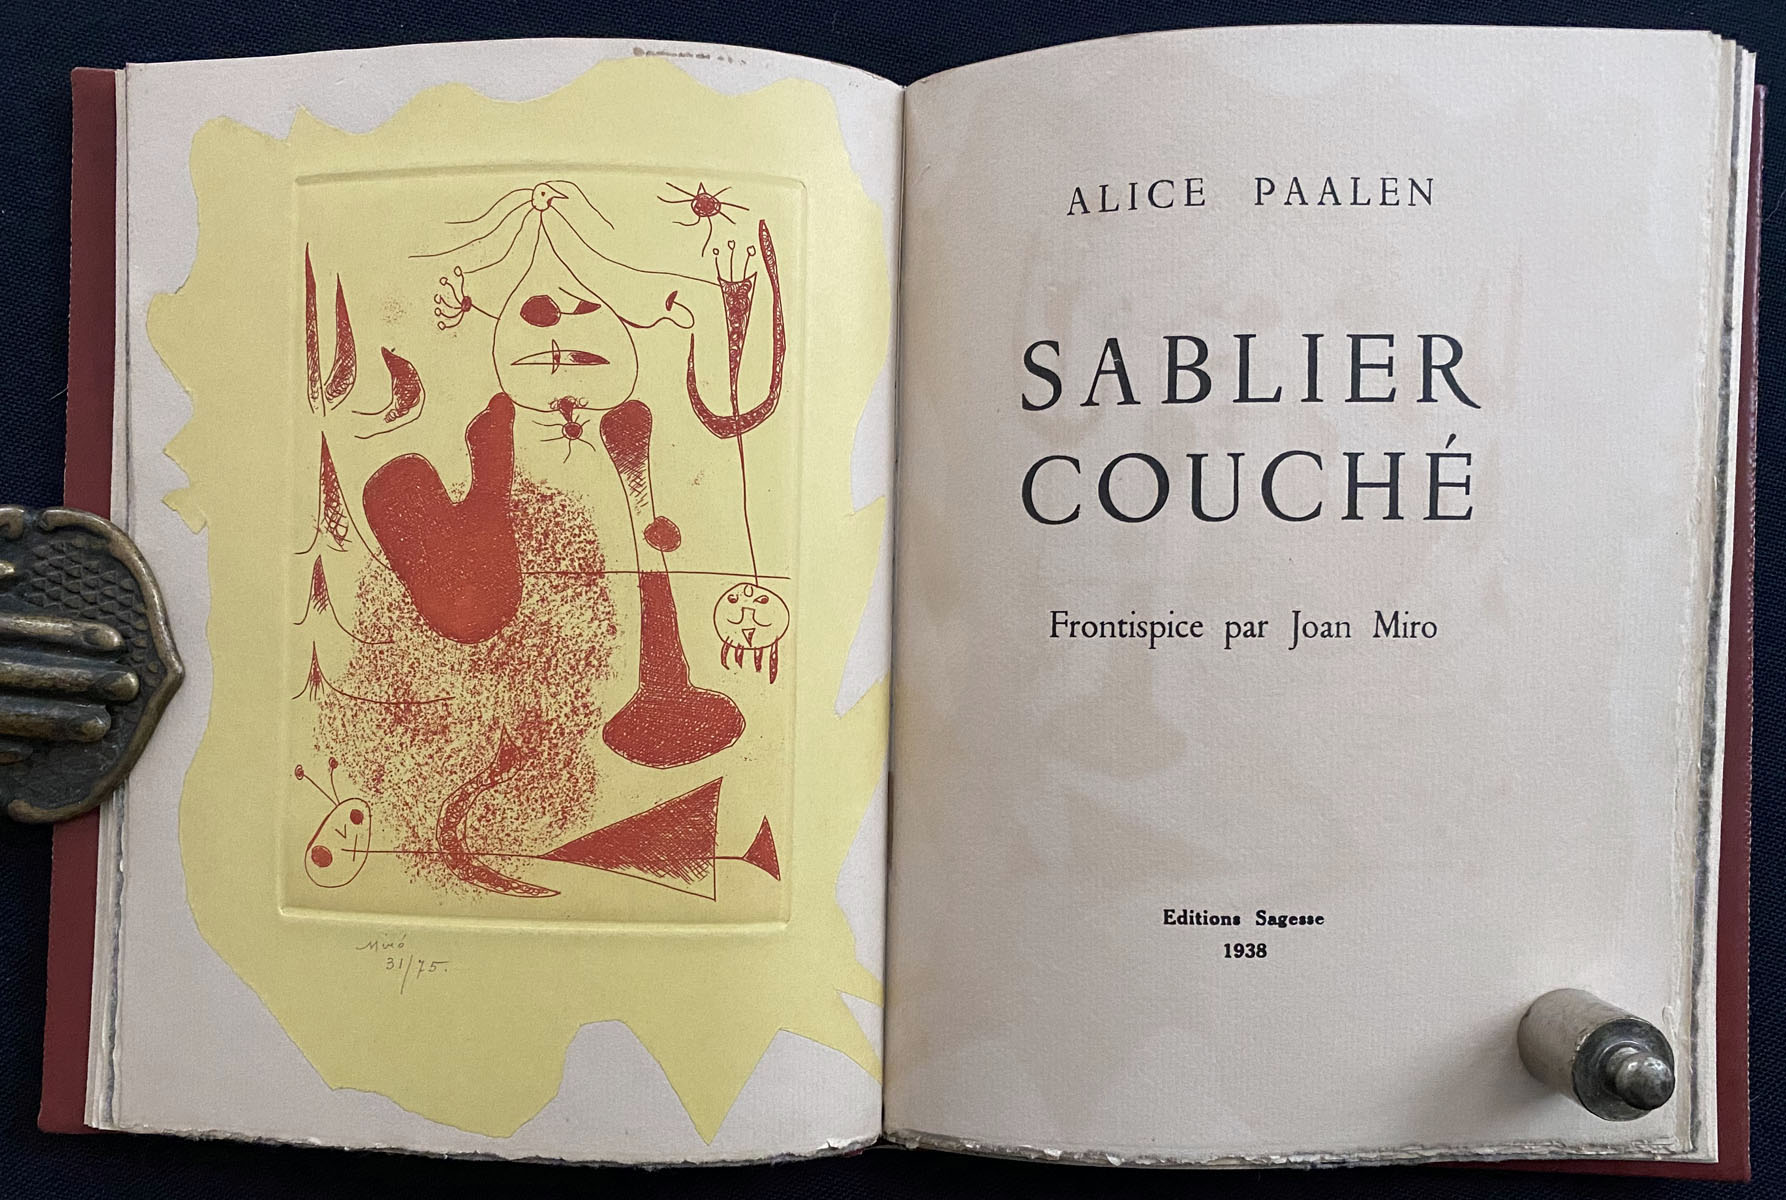 Miró
31/75.
ALICE PAALEN
SABLIER
COUCHÉ
Frontispice par Joan Miro
Editions Sagesse
1938